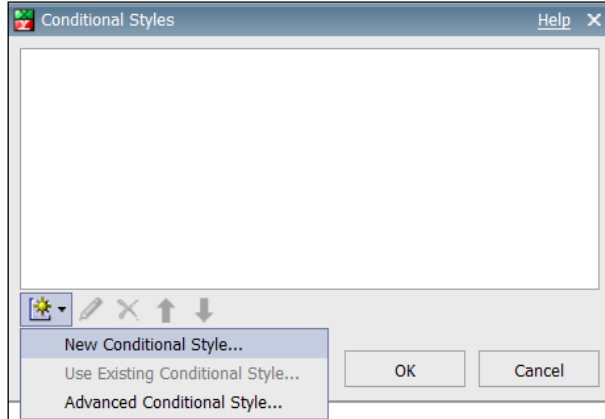 Conditional Styles Help
New Conditional Style...
Use Existing Conditional Style...
Advanced Conditional Style...
OK Cancel